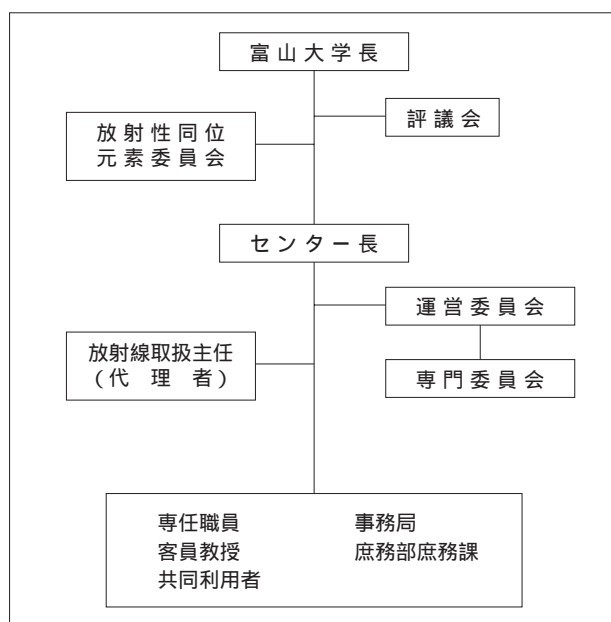 富山大学長
評議会
放射性同位
元素委員会
センター長
運営委員会
放射線取扱主任
(代理者)
専門委員会
専任職員 事務局
客員教授 庶務部庶務課
共同利用者